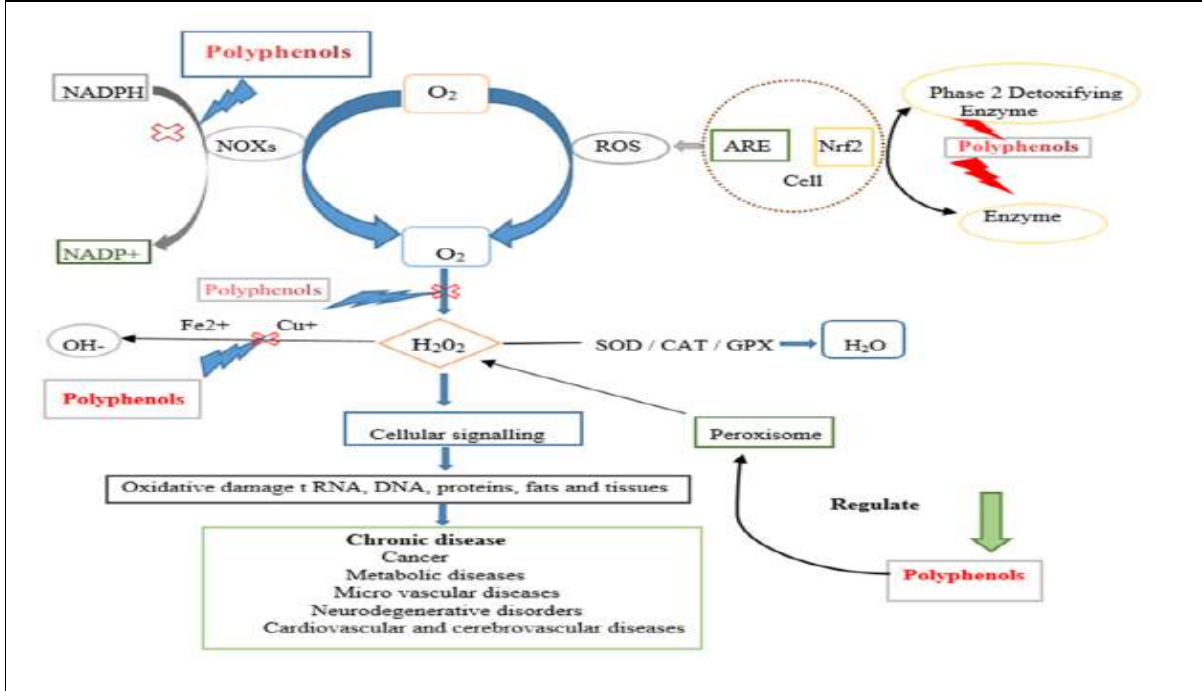 Polyphenols
NADPH
O₂
Phase 2 Detoxifying
Enzyme
NOXs
ROS
ARE
Nrf2
Polyphenols
Cell
Enzyme
NADP+
O₂
Polyphenols
Fe2+
Cu+
OH-
H₂0₂
SOD / CAT / GPX
H₂O
Polyphenols
Cellular signalling
Peroxisome
Oxidative damage t RNA, DNA, proteins, fats and tissues
Regulate
Chronic disease
Cancer
Metabolic diseases
Micro vascular diseases
Neurodegenerative disorders
Cardiovascular and cerebrovascular diseases
Polyphenols